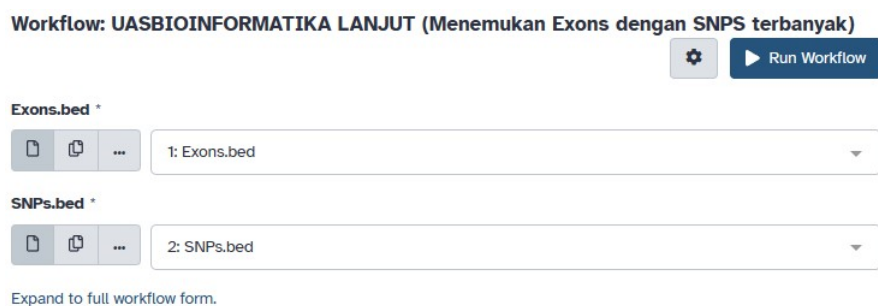 Workflow: UASBIOINFORMATIKA LANJUT (Menemukan Exons dengan SNPS terbanyak)
Run Workflow
Exons.bed *
... 1: Exons.bed
SNPs.bed *
... 2: SNPs.bed
Expand to full workflow form.